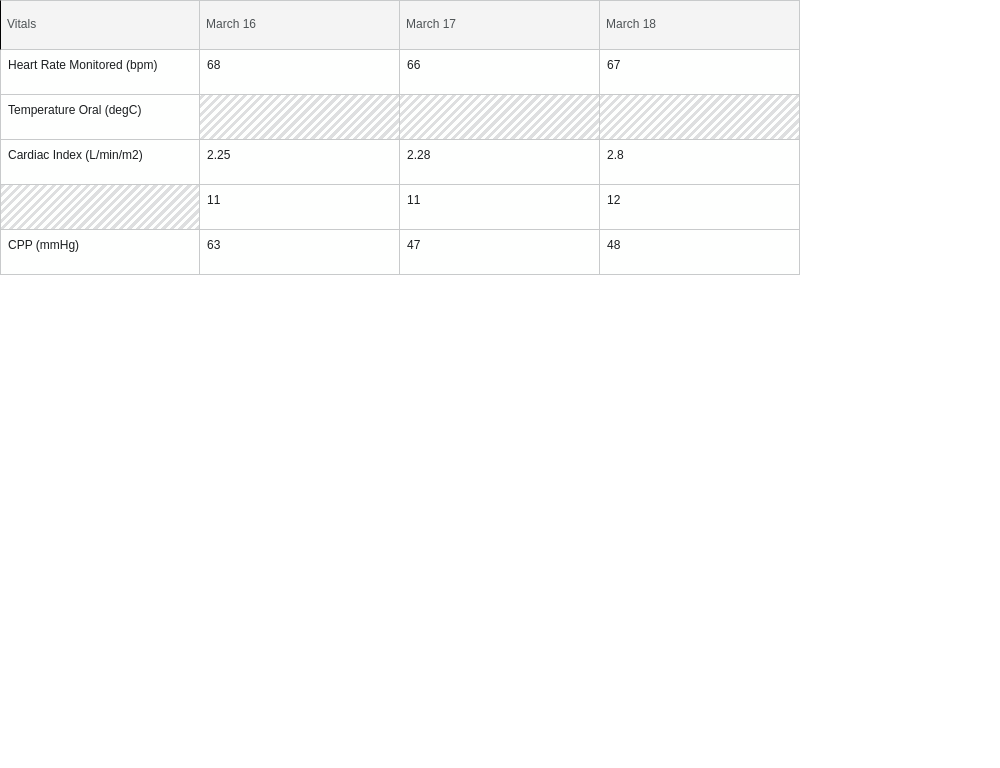 Vitals March 16 March 17 March 18
Heart Rate Monitored (bpm) 68 66 67
Temperature Oral (degC)
Cardiac Index (L/min/m2) 2.25 2.28 2.8
11 11 12
CPP (mmHg) 63 47 48